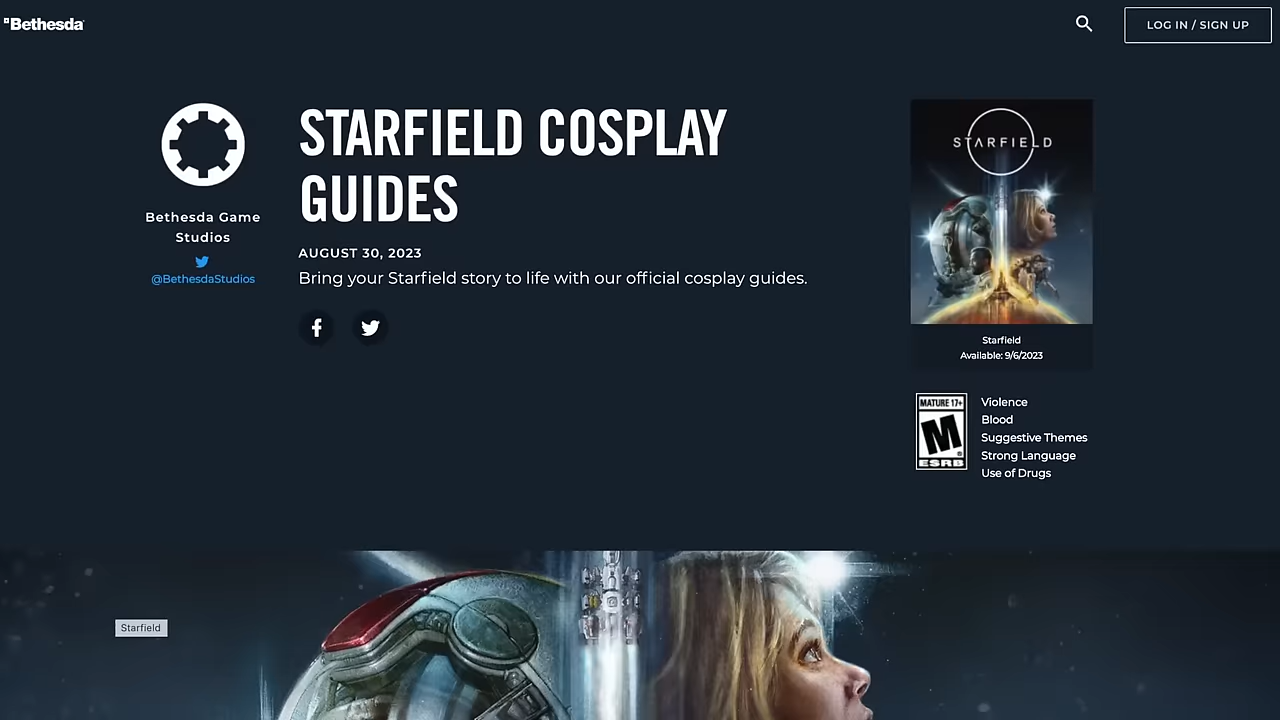 Bethesda
LOG IN / SIGN UP
Bethesda Game
Studios
@BethesdaStudios
STARFIELD COSPLAY
GUIDES
AUGUST 30, 2023
Bring your Starfield story to life with our official cosplay guides.
STARFIELD
Starfield
Available: 9/6/2023
MATURE 17+
M
ESRB
Violence
Blood
Suggestive Themes
Strong Language
Use of Drugs
Starfield